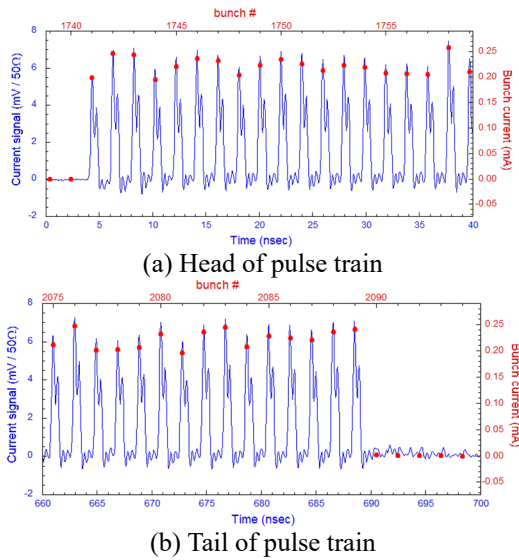 bunch #
1740 1745 1750 1755
8
6
4
2
0
-2
0.25
0.20
0.15
0.10
0.05
0.00
-0.05
Current signal (mV / 50Ω)
Bunch current (mA)
0 5 10 15 20 25 30 35 40
Time (nsec)
(a) Head of pulse train
bunch #
2075 2080 2085 2090
8
6
4
2
0
-2
0.25
0.20
0.15
0.10
0.05
0.00
-0.05
Current signal (mV / 50Ω)
Bunch current (mA)
660 665 670 675 680 685 690 695 700
Time (nsec)
(b) Tail of pulse train